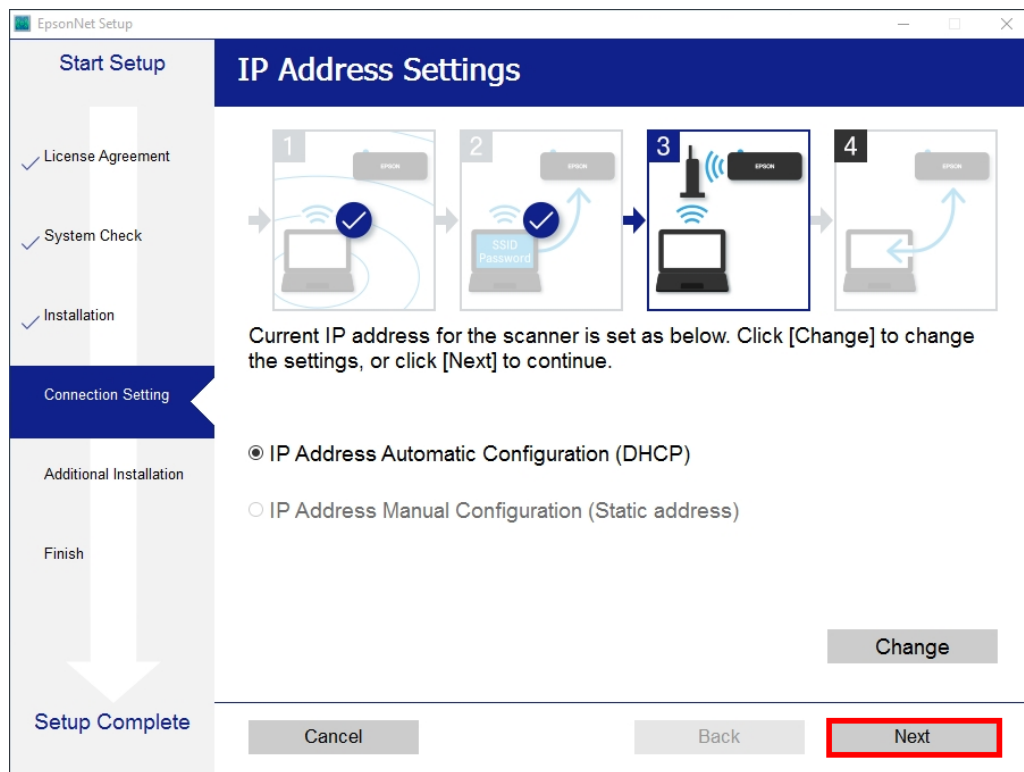 EpsonNet Setup
Start Setup
License Agreement
System Check
Installation
Connection Setting
Additional Installation
Finish
Setup Complete
IP Address Settings
1
EPSON
2
EPSON
SSID
Password
3
EPSON
4
EPSON
Current IP address for the scanner is set as below. Click [Change] to change
the settings, or click [Next] to continue.
IP Address Automatic Configuration (DHCP)
IP Address Manual Configuration (Static address)
Change
Cancel
Back
Next